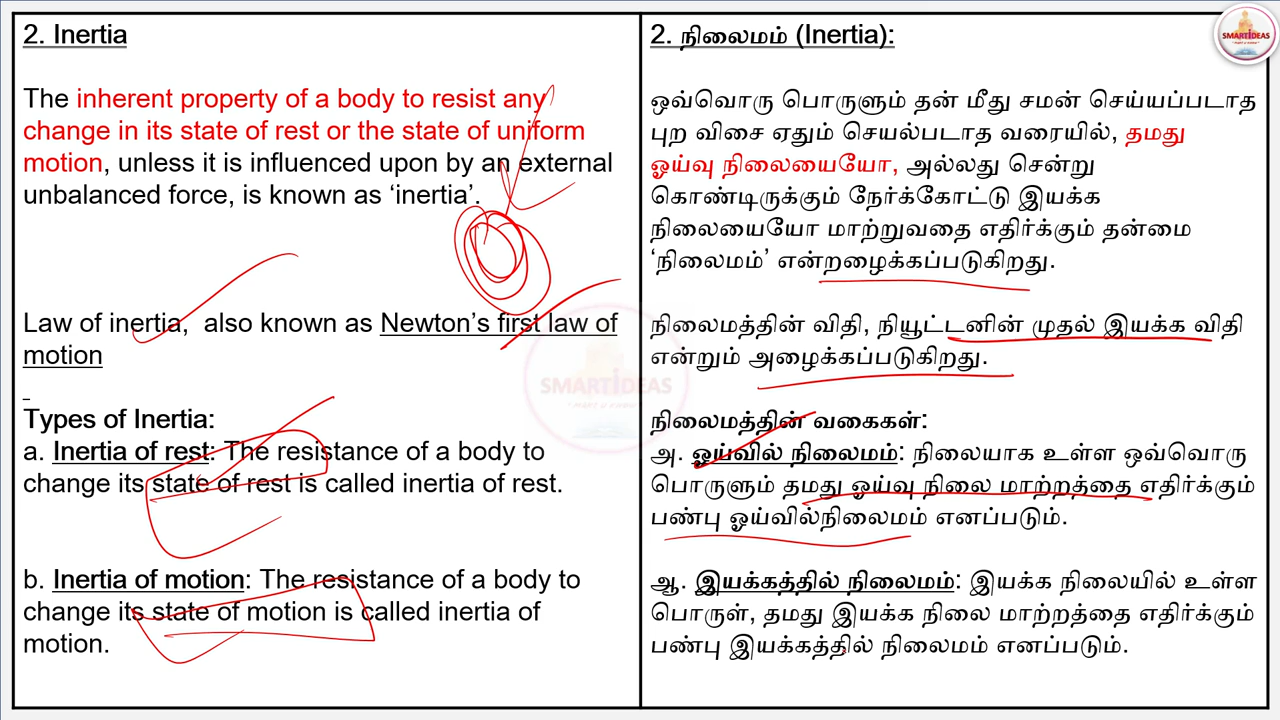 2. Inertia
The inherent property of a body to resist any
change in its state of rest or the state of uniform
motion, unless it is influenced upon by an external
unbalanced force, is known as ‘inertia’.
Law of inertia,  also known as Newton’s first law of
motion
Types of Inertia:
a. Inertia of rest: The resistance of a body to
change its state of rest is called inertia of rest.
b. Inertia of motion: The resistance of a body to
change its state of motion is called inertia of
motion.
2. நிலைமம் (Inertia):
ஒவ்வொரு பொருளும் தன் மீது சமன் செய்யப்படாத
புற விசை ஏதும் செயல்படாத வரையில், தமது
ஓய்வு நிலையையோ, அல்லது சென்று
கொண்டிருக்கும் நேர்க்கோட்டு இயக்க
நிலையையோ மாற்றுவதை எதிர்க்கும் தன்மை
‘நிலைமம்’ என்றழைக்கப்படுகிறது.
நிலைமத்தின் விதி, நியூட்டனின் முதல் இயக்க விதி
என்றும் அழைக்கப்படுகிறது.
நிலைமத்தின் வகைகள்:
அ. ஓய்வில் நிலைமம்: நிலையாக உள்ள ஒவ்வொரு
பொருளும் தமது ஓய்வு நிலை மாற்றத்தை எதிர்க்கும்
பண்பு ஓய்வில்நிலைமம் எனப்படும்.
ஆ. இயக்கத்தில் நிலைமம்: இயக்க நிலையில் உள்ள
பொருள், தமது இயக்க நிலை மாற்றத்தை எதிர்க்கும்
பண்பு இயக்கத்தில் நிலைமம் எனப்படும்.
SMARTIDEAS
SMARTIDEAS